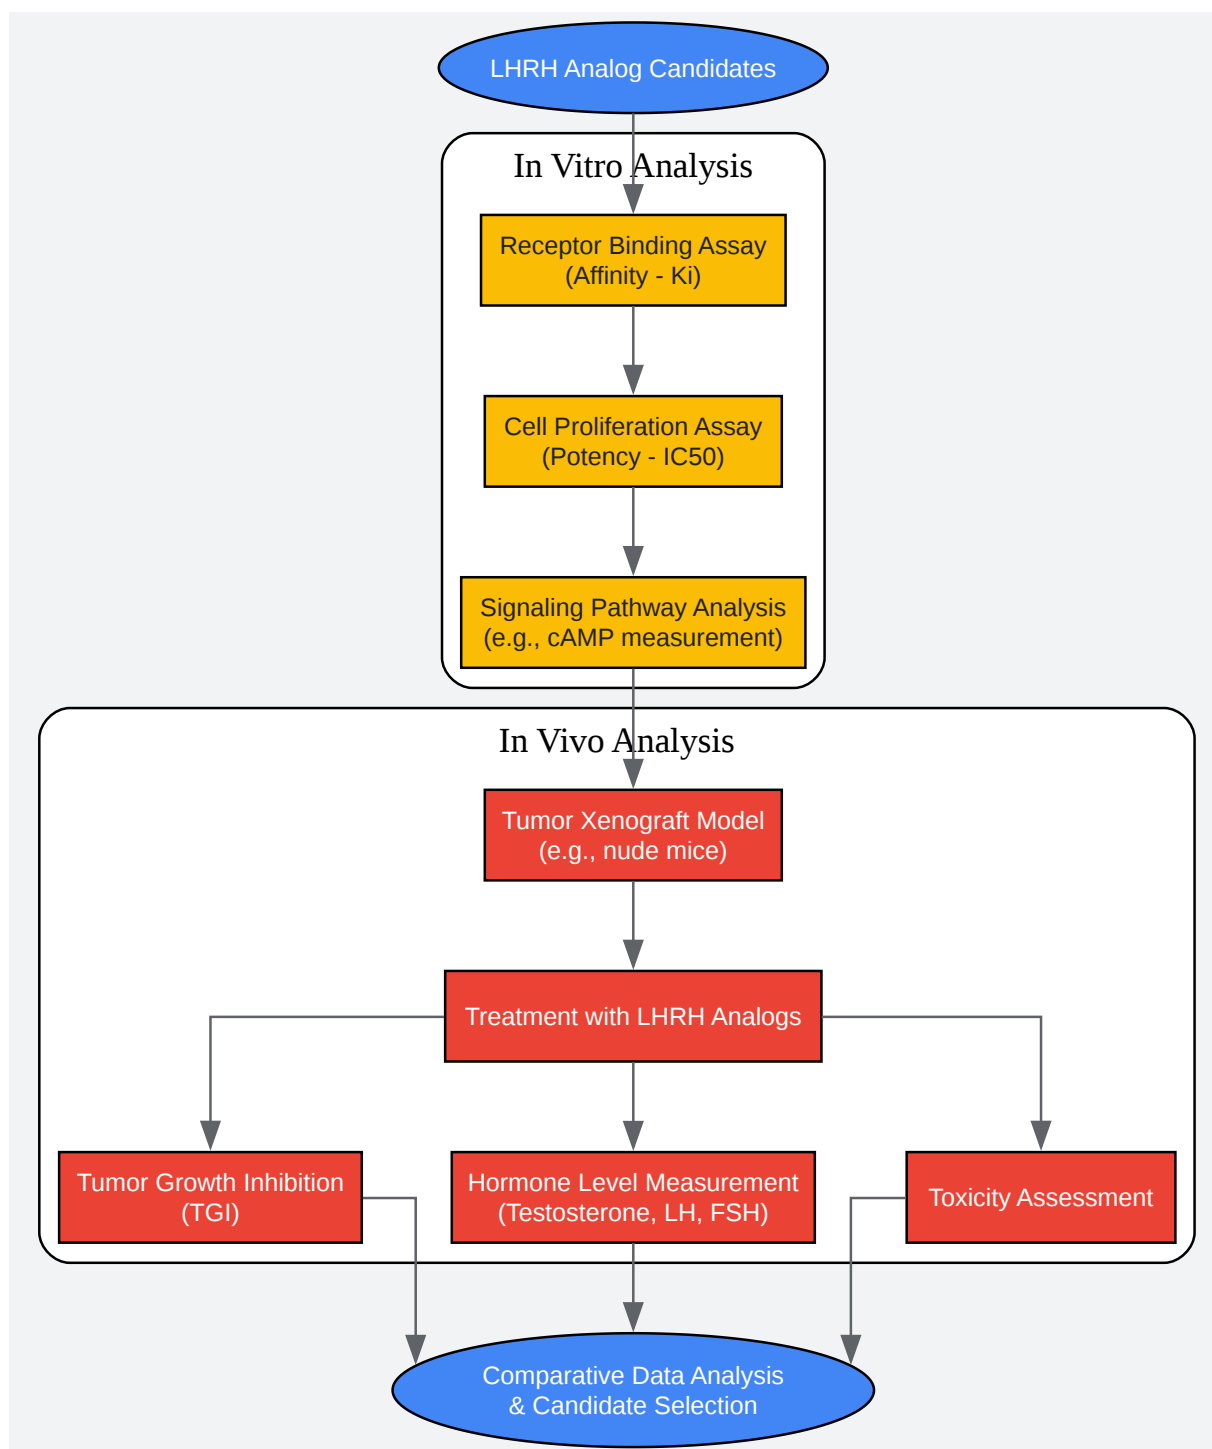 LHRH Analog Candidates
In Vitro Analysis
Receptor Binding Assay
(Affinity - Ki)
Cell Proliferation Assay
(Potency - IC50)
Signaling Pathway Analysis
(e.g., cAMP measurement)
In Vivo Analysis
Tumor Xenograft Model
(e.g., nude mice)
Treatment with LHRH Analogs
Tumor Growth Inhibition
(TGI)
Hormone Level Measurement
(Testosterone, LH, FSH)
Toxicity Assessment
Comparative Data Analysis
& Candidate Selection